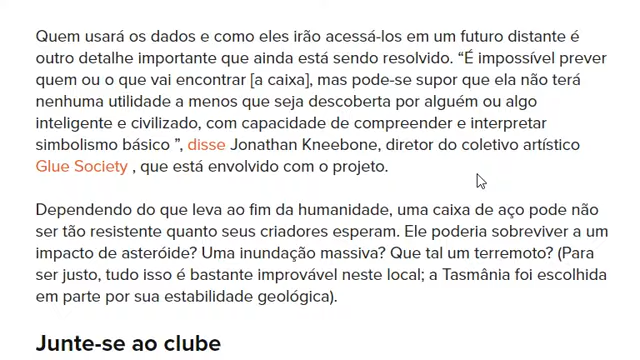 Quem usará os dados e como eles irão acessá-los em um futuro distante é
outro detalhe importante que ainda está sendo resolvido. “É impossível prever
quem ou o que vai encontrar [a caixa], mas pode-se supor que ela não terá
nenhuma utilidade a menos que seja descoberta por alguém ou algo
inteligente e civilizado, com capacidade de compreender e interpretar
simbolismo básico ”, disse Jonathan Kneebone, diretor do coletivo artístico
Glue Society , que está envolvido com o projeto.
Dependendo do que leva ao fim da humanidade, uma caixa de aço pode não
ser tão resistente quanto seus criadores esperam. Ele poderia sobreviver a um
impacto de asteróide? Uma inundação massiva? Que tal um terremoto? (Para
ser justo, tudo isso é bastante improvável neste local; a Tasmânia foi escolhida
em parte por sua estabilidade geológica).
Junte-se ao clube